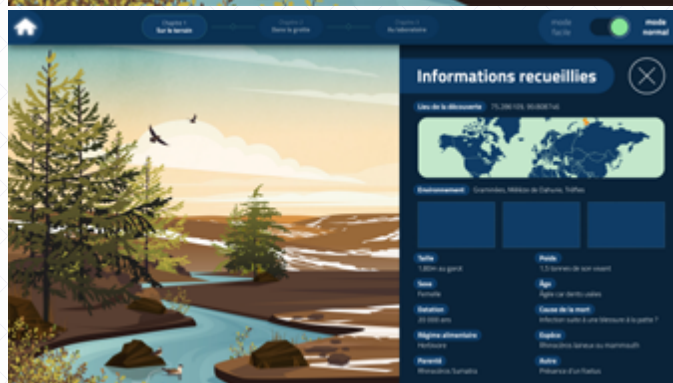 Chapitre 1
Sur le terrain
Chapitre 2
Dans la grotte
Chapitre 3
Au laboratoire
mode
facile
mode
normal
Informations recueillies
Lieu de la découverte
Environnement
Graminées, Mélèze de Dahurie, Trèfles
Taille
1,80m au garrot
Poids
1,5 tonnes de son vivant
Sexe
Femelle
Âge
Âgée car dents usées
Datation
20 000 ans
Cause de la mort
Infection suite à une blessure à la patte ?
Régime alimentaire
Herbivore
Espèce
Rhinocéros laineux ou mammouth
Parenté
Rhinocéros Sumatra
Autre
Présence d'un foetus